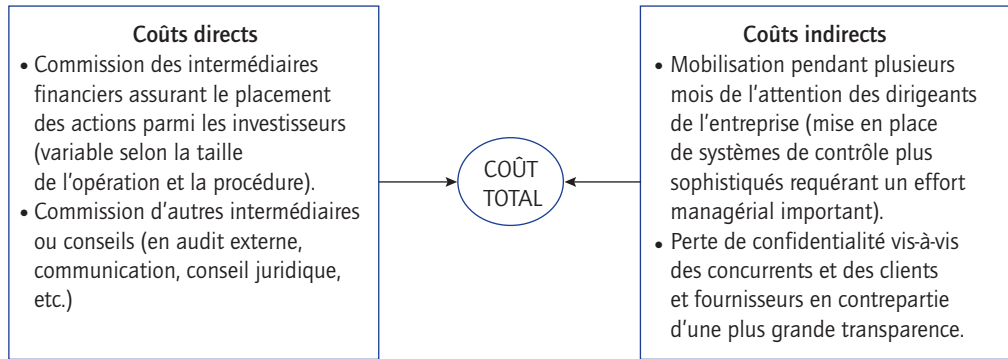 Coûts directs
• Commission des intermédiaires
financiers assurant le placement
des actions parmi les investisseurs
(variable selon la taille
de l’opération et la procédure).
• Commission d’autres intermédiaires
ou conseils (en audit externe,
communication, conseil juridique,
etc.)
COÛT
TOTAL
Coûts indirects
• Mobilisation pendant plusieurs
mois de l’attention des dirigeants
de l’entreprise (mise en place
de systèmes de contrôle plus
sophistiqués requérant un effort
managérial important).
• Perte de confidentialité vis-à-vis
des concurrents et des clients
et fournisseurs en contrepartie
d’une plus grande transparence.